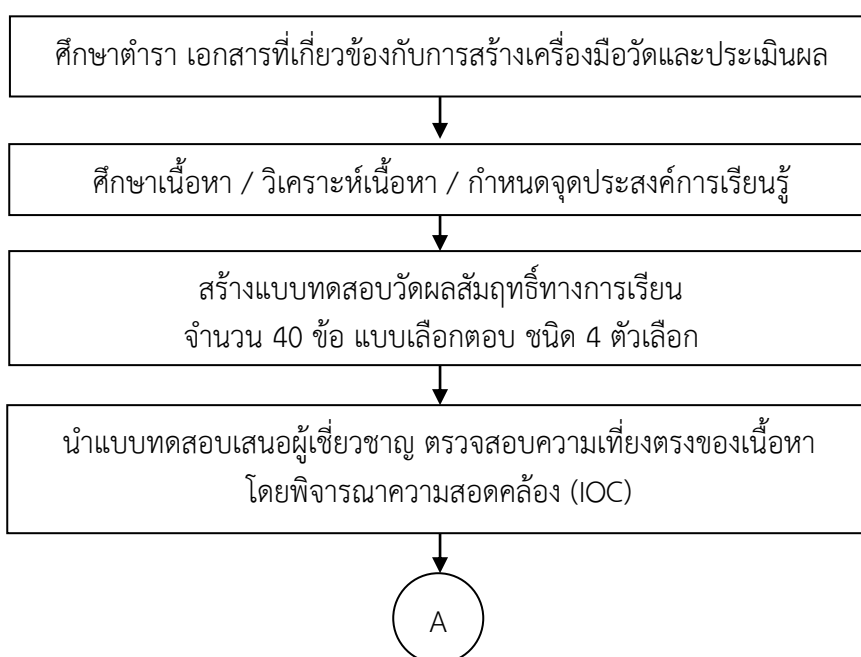 ศึกษาตำรา เอกสารที่เกี่ยวข้องกับการสร้างเครื่องมือวัดและประเมินผล
ศึกษาเนื้อหา / วิเคราะห์เนื้อหา / กำหนดจุดประสงค์การเรียนรู้
สร้างแบบทดสอบวัดผลสัมฤทธิ์ทางการเรียน
จำนวน 40 ข้อ แบบเลือกตอบ ชนิด 4 ตัวเลือก
นำแบบทดสอบเสนอผู้เชี่ยวชาญ ตรวจสอบความเที่ยงตรงของเนื้อหา
โดยพิจารณาความสอดคล้อง (IOC)
A